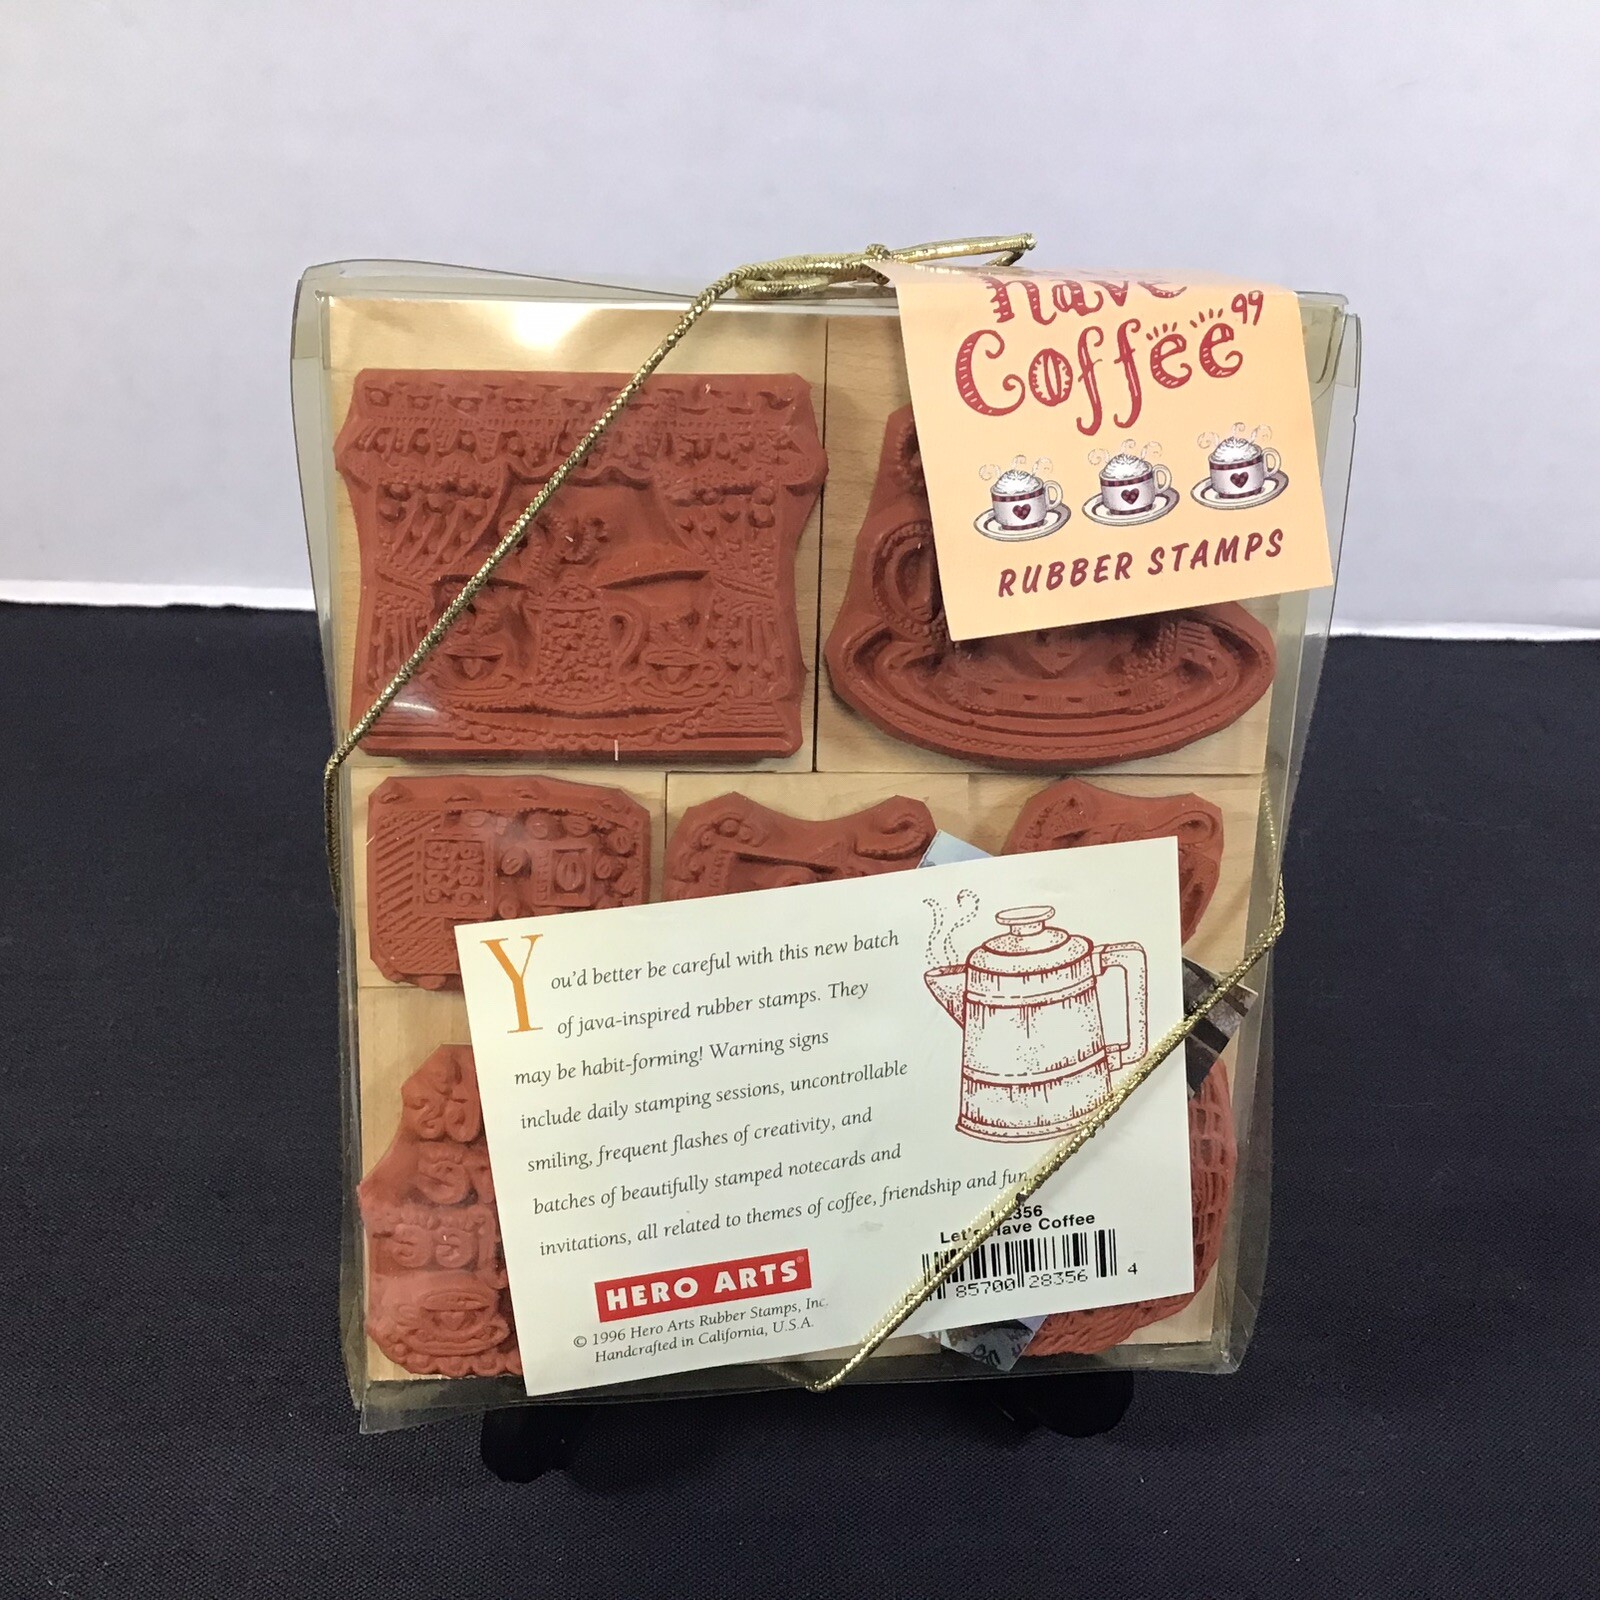 Have
Coffee”
RUBBER STAMPS
You'd better be careful with this new batch
of java-inspired rubber stamps. They
may be habit-forming! Warning signs
include daily stamping sessions, uncontrollable
smiling, frequent flashes of creativity, and
batches of beautifully stamped notecards and
invitations, all related to themes of coffee, friendship and fun.
356
Let's Have Coffee
85700 28356 4
HERO ARTS®
© 1996 Hero Arts Rubber Stamps, Inc.
Handcrafted in California, U.S.A.